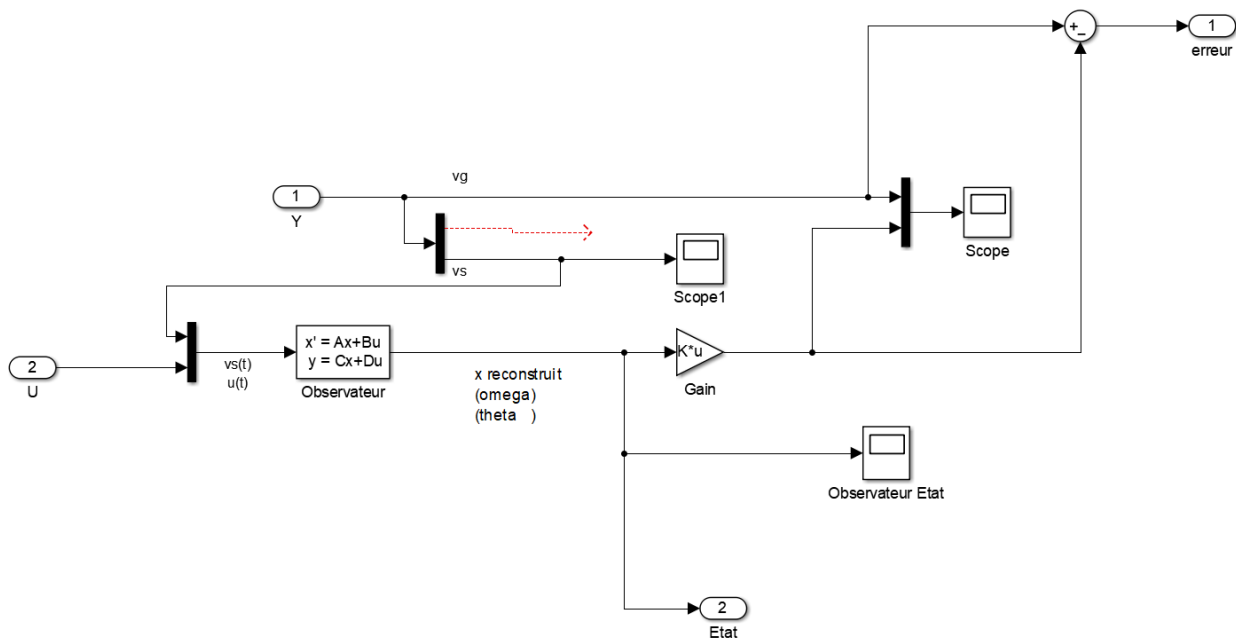 +
−
1
erreur
vg
1
Y
vs
Scope1
Scope
2
U
vs(t)
u(t)
x' = Ax+Bu
y = Cx+Du
Observateur
x reconstruit
(omega)
(theta )
K*u
Gain
Observateur Etat
2
Etat